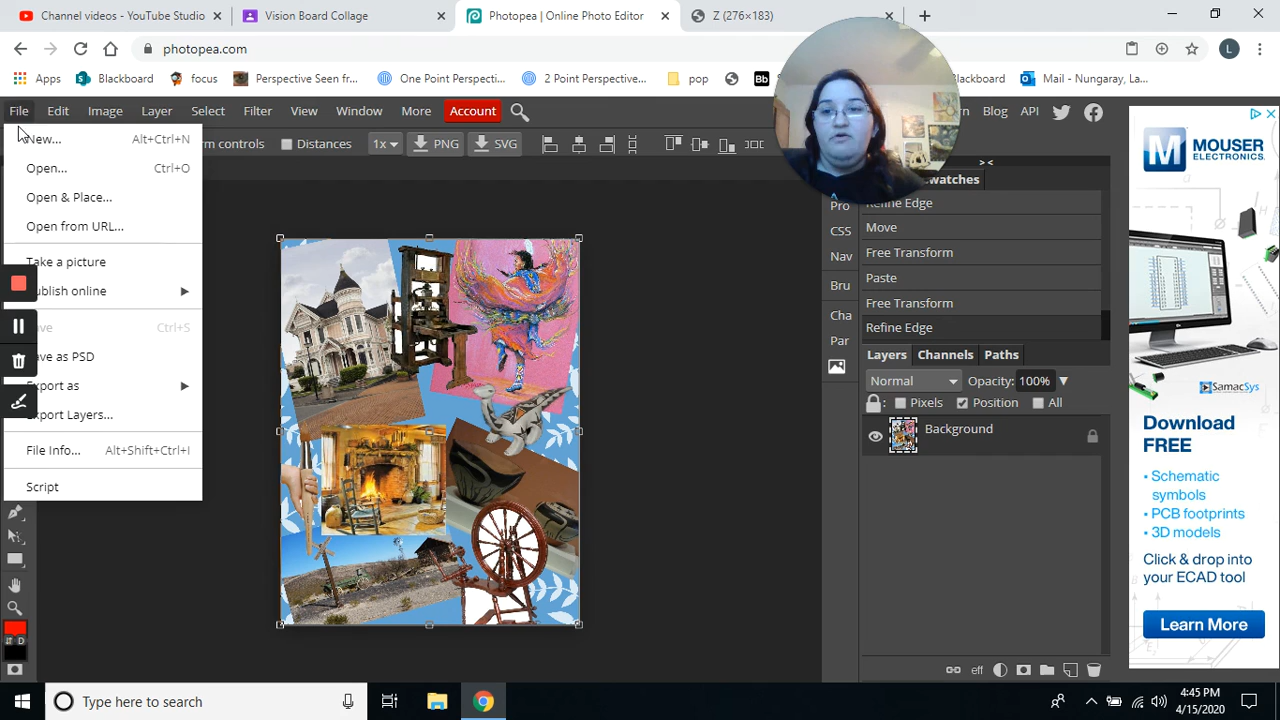 Channel videos - YouTube Studio
Vision Board Collage
Photopea | Online Photo Editor
Z (276×183)
photopea.com
L
Apps
Blackboard
focus
Perspective Seen fr...
One Point Perspecti...
2 Point Perspective
pop
Bb
Blackboard
Mail - Nungaray, La...
File
Edit
Image
Layer
Select
Filter
View
Window
More
Account
Blog
API
New...
Alt+Ctrl+N
Open...
Ctrl+O
Open & Place...
Open from URL...
Take a picture
Publish online
Ctrl+S
Save as PSD
Export as
Export Layers...
File Info...
Alt+Shift+Ctrl+I
Script
rm controls
Distances
1x
PNG
SVG
watches
Pro
CSS
Nav
Bru
Cha
Par
Refine Edge
Move
Free Transform
Paste
Free Transform
Refine Edge
Layers
Channels
Paths
Normal
Opacity:
100%
Pixels
Position
All
Background
eff
D
M
MOUSER
ELECTRONICS
SamacSys
Download
FREE
• Schematic
symbols
• PCB footprints
• 3D models
Click & drop into
your ECAD tool
Learn More
Type here to search
4:45 PM
4/15/2020